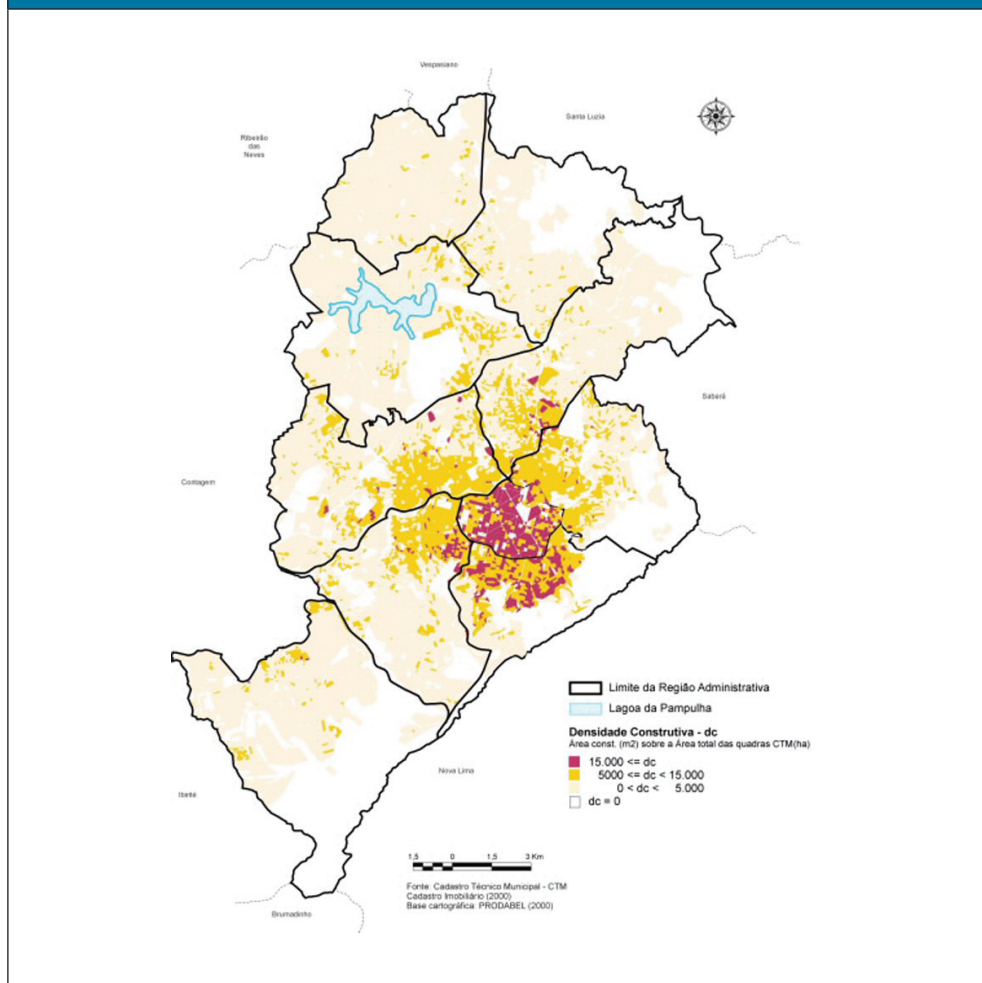 Vespasiano
Santa Luzia
Ribeirão
das
Neves
Sabará
Contagem
Limite da Região Administrativa
Lagoa da Pampulha
Densidade Construtiva - dc
Área const. (m2) sobre a Área total das quadras CTM(ha)
15.000 <= dc
5000 <= dc < 15.000
0 < dc < 5.000
dc = 0
Nova Lima
Ibirité
1,5 0 1,5 3 Km
Fonte: Cadastro Técnico Municipal - CTM
Cadastro Imobiliário (2000)
Base cartográfica: PRODABEL (2000)
Brumadinho